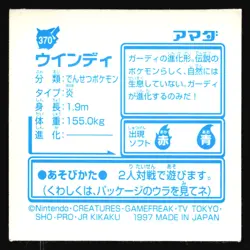 370
ウインディ
アマダ
分類:でんせつポケモン
タイプ:炎
身長:1.9m
体重:155.0kg
進化:―――
ガーディの進化形。伝説
のポケモンらしく、自然には
生息していない。ガーディ
が進化するのみだ!
出現
ソフト
赤 青
●あそびかた● 2人対戦で遊びます。
(くわしくは、パッケージのウラを見てネ)
©Nintendo・CREATURES・GAMEFREAK・TV TOKYO・
SHO-PRO・JR KIKAKU 1997 MADE IN JAPAN